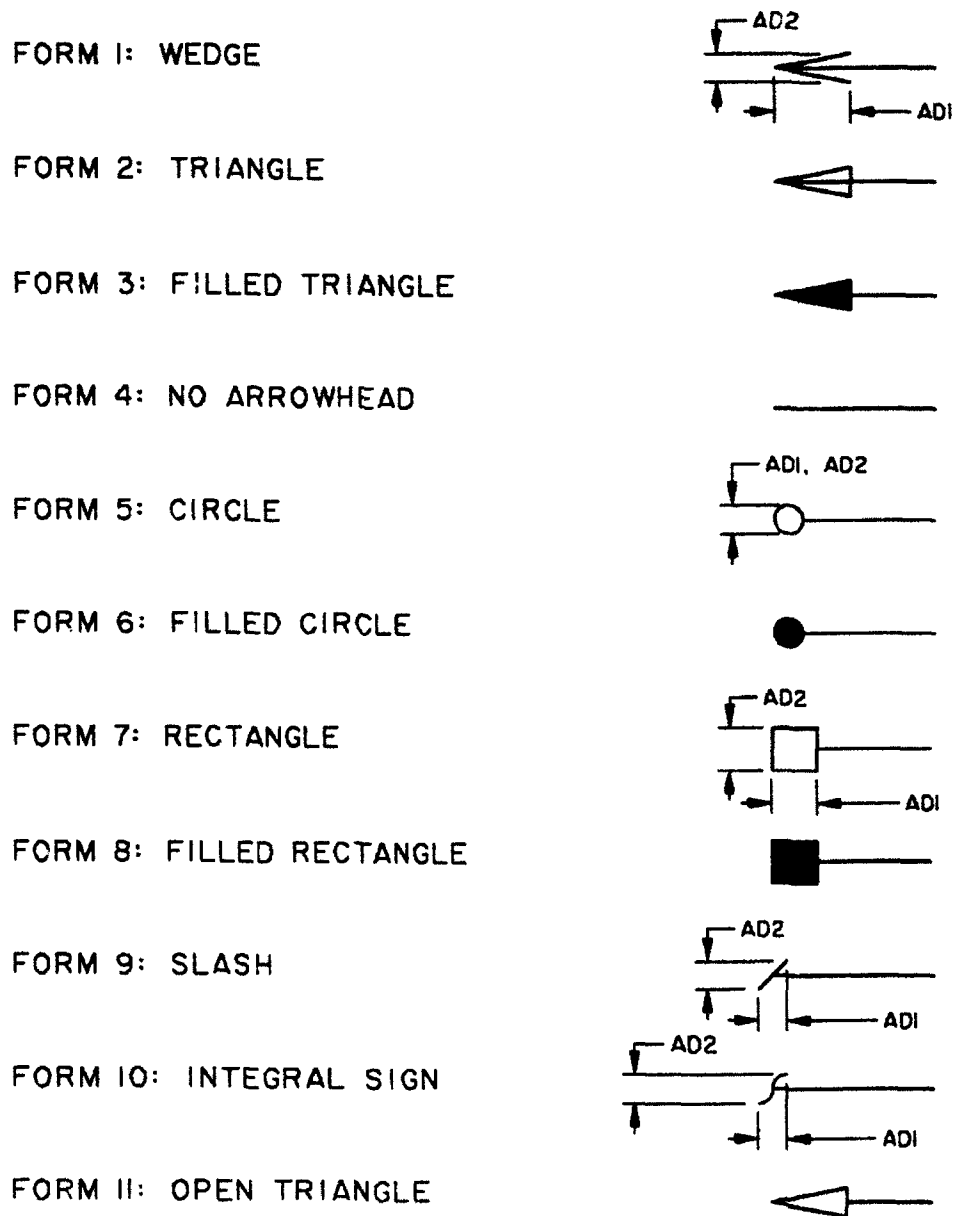 AD2
FORM 1: WEDGE
AD1
FORM 2: TRIANGLE
FORM 3: FILLED TRIANGLE
FORM 4: NO ARROWHEAD
AD1, AD2
FORM 5: CIRCLE
FORM 6: FILLED CIRCLE
AD2
FORM 7: RECTANGLE
AD1
FORM 8: FILLED RECTANGLE
AD2
FORM 9: SLASH
AD1
AD2
FORM 10: INTEGRAL SIGN
AD1
FORM 11: OPEN TRIANGLE